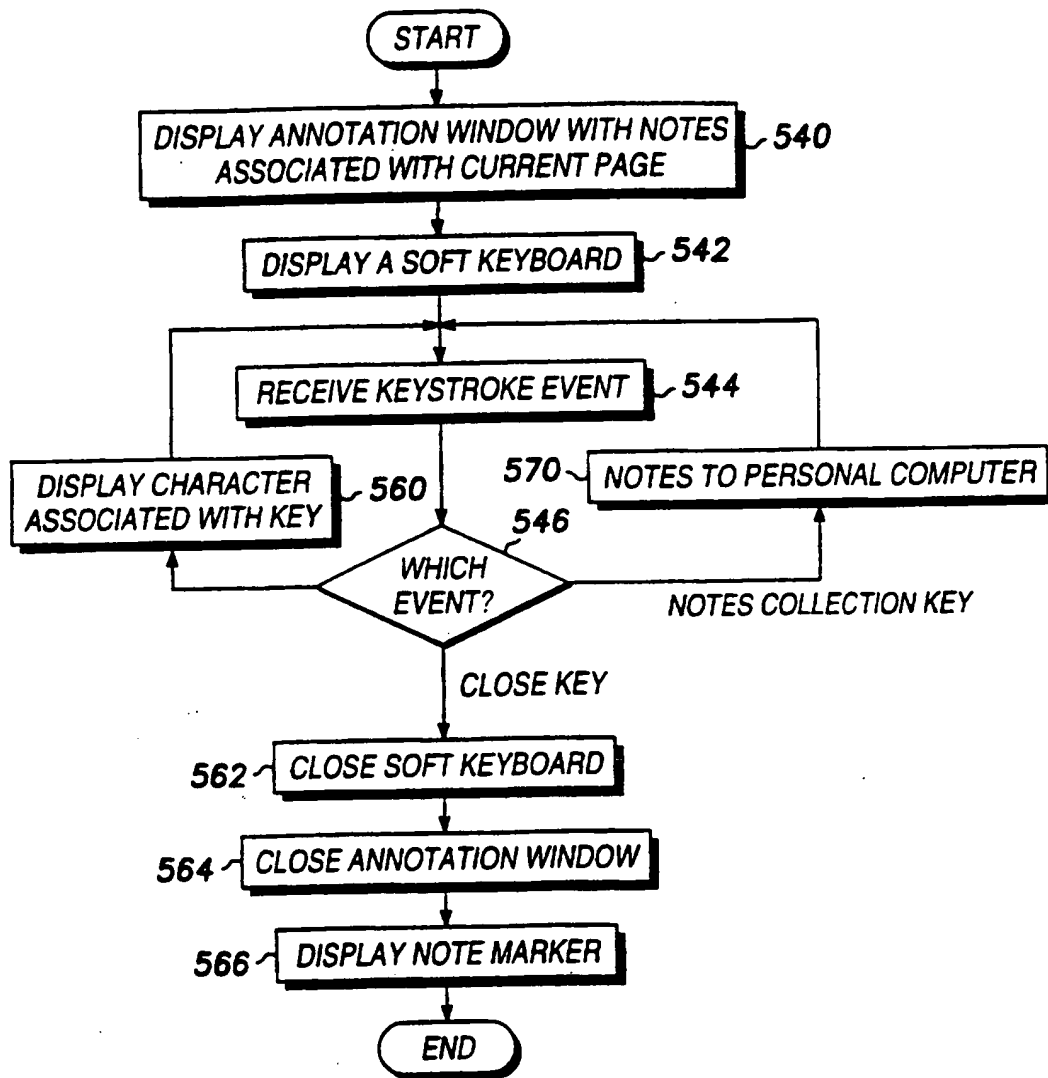 START
DISPLAY ANNOTATION WINDOW WITH NOTES
ASSOCIATED WITH CURRENT PAGE
540
DISPLAY A SOFT KEYBOARD
542
RECEIVE KEYSTROKE EVENT
544
DISPLAY CHARACTER
ASSOCIATED WITH KEY
560
570
NOTES TO PERSONAL COMPUTER
546
WHICH
EVENT?
NOTES COLLECTION KEY
CLOSE KEY
562
CLOSE SOFT KEYBOARD
564
CLOSE ANNOTATION WINDOW
566
DISPLAY NOTE MARKER
END